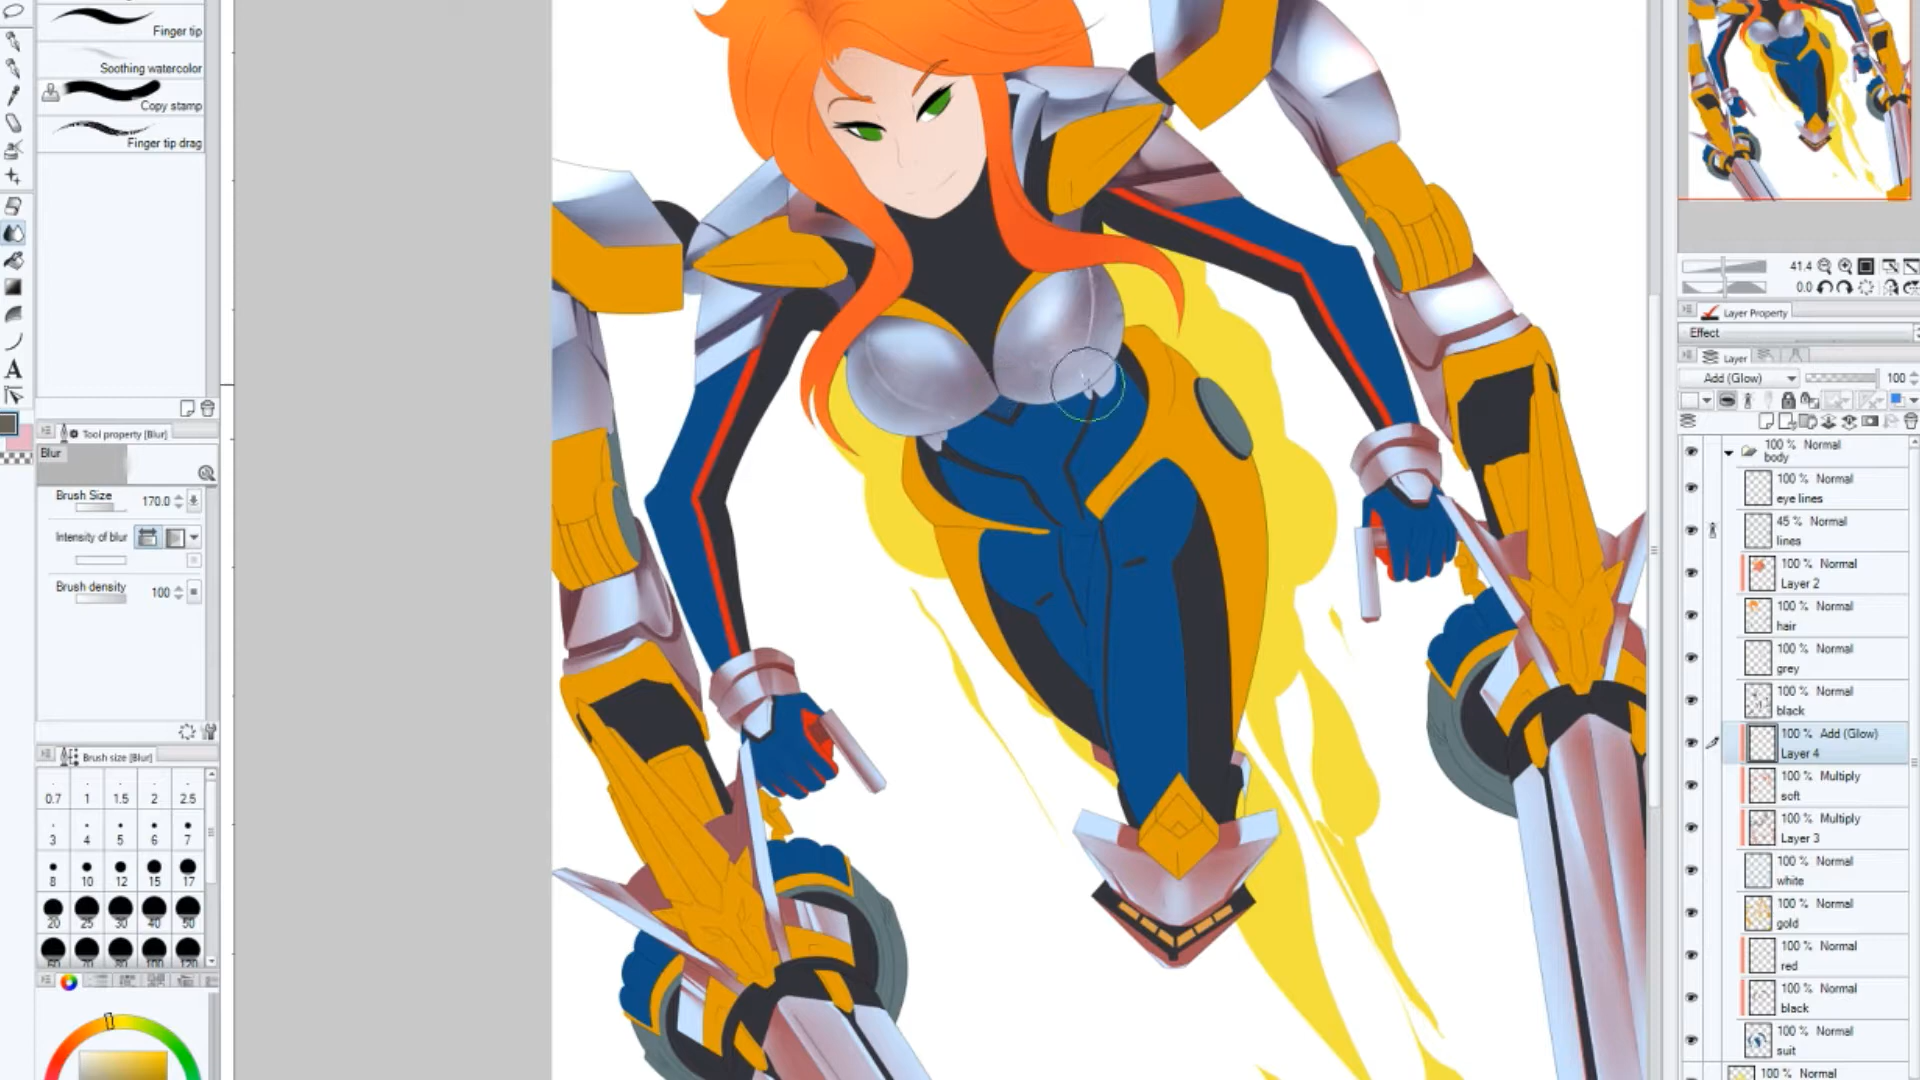 Finger tip
Soothing watercolor
Copy stamp
Finger tip drag
Tool property [Blur]
Blur
Brush Size 170.0
Intensity of blur
Brush density 100
Brush size [Blur]
0.7 1 1.5 2 2.5
3 4 5 6 7
8 10 12 15 17
20 25 30 40 50
60 70 80 100 120
A
41.4
0.0
Layer Property
Effect
Layer
Add (Glow) 100
100 % Normal
body
100 % Normal
eye lines
45 % Normal
lines
100 % Normal
Layer 2
100 % Normal
hair
100 % Normal
grey
100 % Normal
black
100 % Add (Glow)
Layer 4
100 % Multiply
soft
100 % Multiply
Layer 3
100 % Normal
white
100 % Normal
gold
100 % Normal
red
100 % Normal
black
100 % Normal
suit
100 % Normal